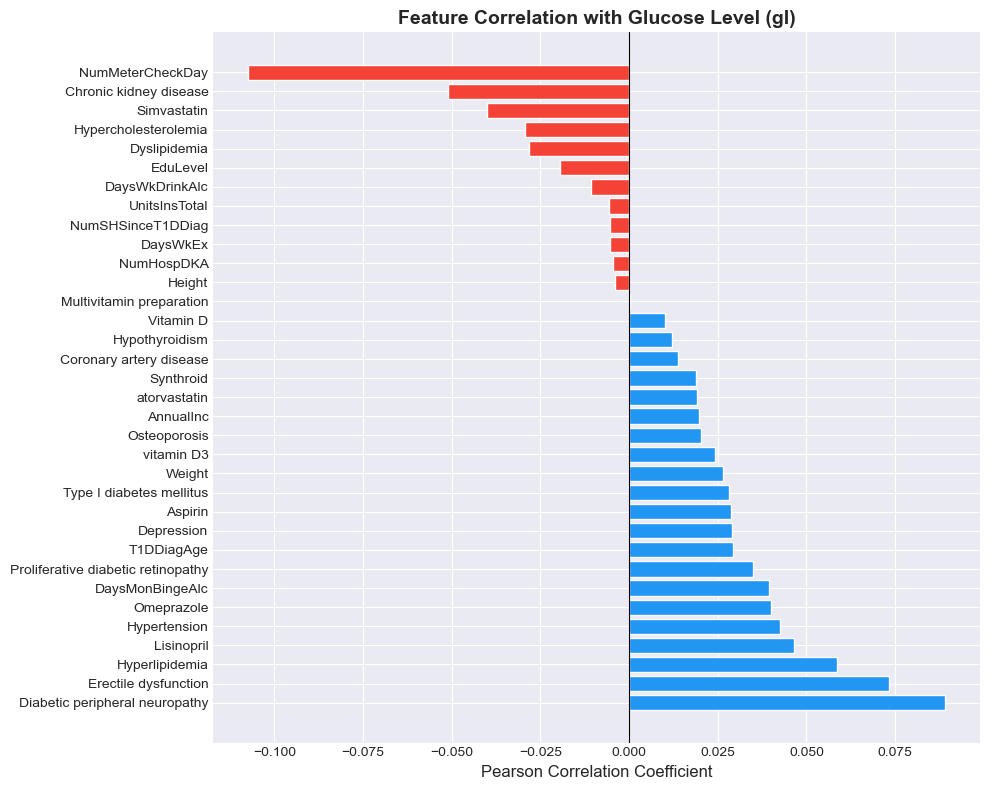 Feature Correlation with Glucose Level (gl)
NumMeterCheckDay
Chronic kidney disease
Simvastatin
Hypercholesterolemia
Dyslipidemia
EduLevel
DaysWkDrinkAlc
UnitsInsTotal
NumSHSinceT1DDiag
DaysWkEx
NumHospDKA
Height
Multivitamin preparation
Vitamin D
Hypothyroidism
Coronary artery disease
Synthroid
atorvastatin
AnnualInc
Osteoporosis
vitamin D3
Weight
Type I diabetes mellitus
Aspirin
Depression
T1DDiagAge
Proliferative diabetic retinopathy
DaysMonBingeAlc
Omeprazole
Hypertension
Lisinopril
Hyperlipidemia
Erectile dysfunction
Diabetic peripheral neuropathy
−0.100 −0.075 −0.050 −0.025 0.000 0.025 0.050 0.075
Pearson Correlation Coefficient